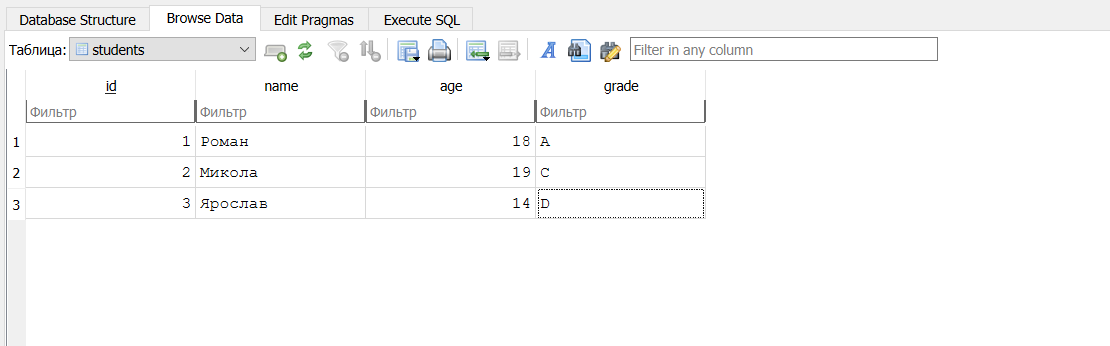 Database Structure Browse Data Edit Pragmas Execute SQL
Таблица: students Filter in any column
id name age grade
Фильтр Фильтр Фильтр Фильтр
1 1 Роман 18 A
2 2 Микола 19 C
3 3 Ярослав 14 D